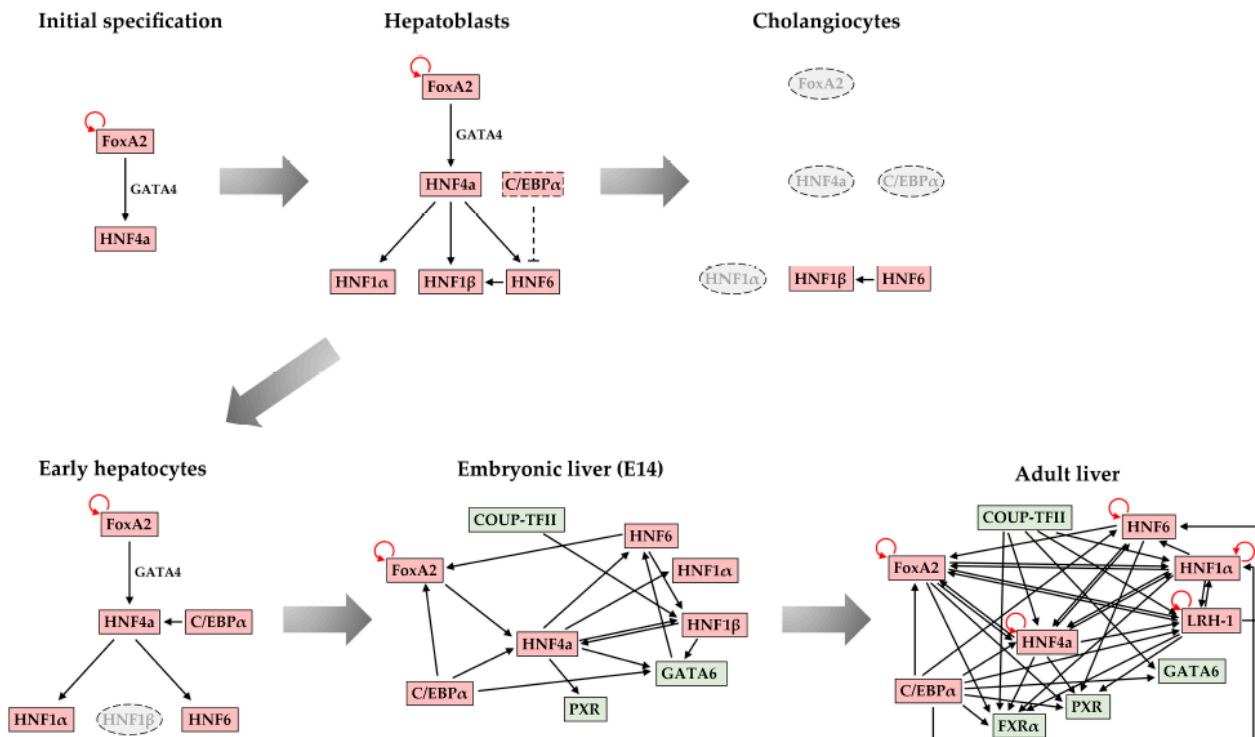 Initial specification
FoxA2
GATA4
HNF4a
Hepatoblasts
FoxA2
GATA4
HNF4a
C/EBPα
HNF1α
HNF1β
HNF6
Cholangiocytes
FoxA2
HNF4a
C/EBPα
HNF1α
HNF1β
HNF6
Early hepatocytes
FoxA2
GATA4
HNF4a
C/EBPα
HNF1α
HNF1β
HNF6
Embryonic liver (E14)
COUP-TFII
HNF6
FoxA2
HNF1α
HNF4a
HNF1β
GATA6
C/EBPα
PXR
Adult liver
COUP-TFII
HNF6
FoxA2
HNF1α
LRH-1
HNF4a
GATA6
C/EBPα
PXR
FXRα